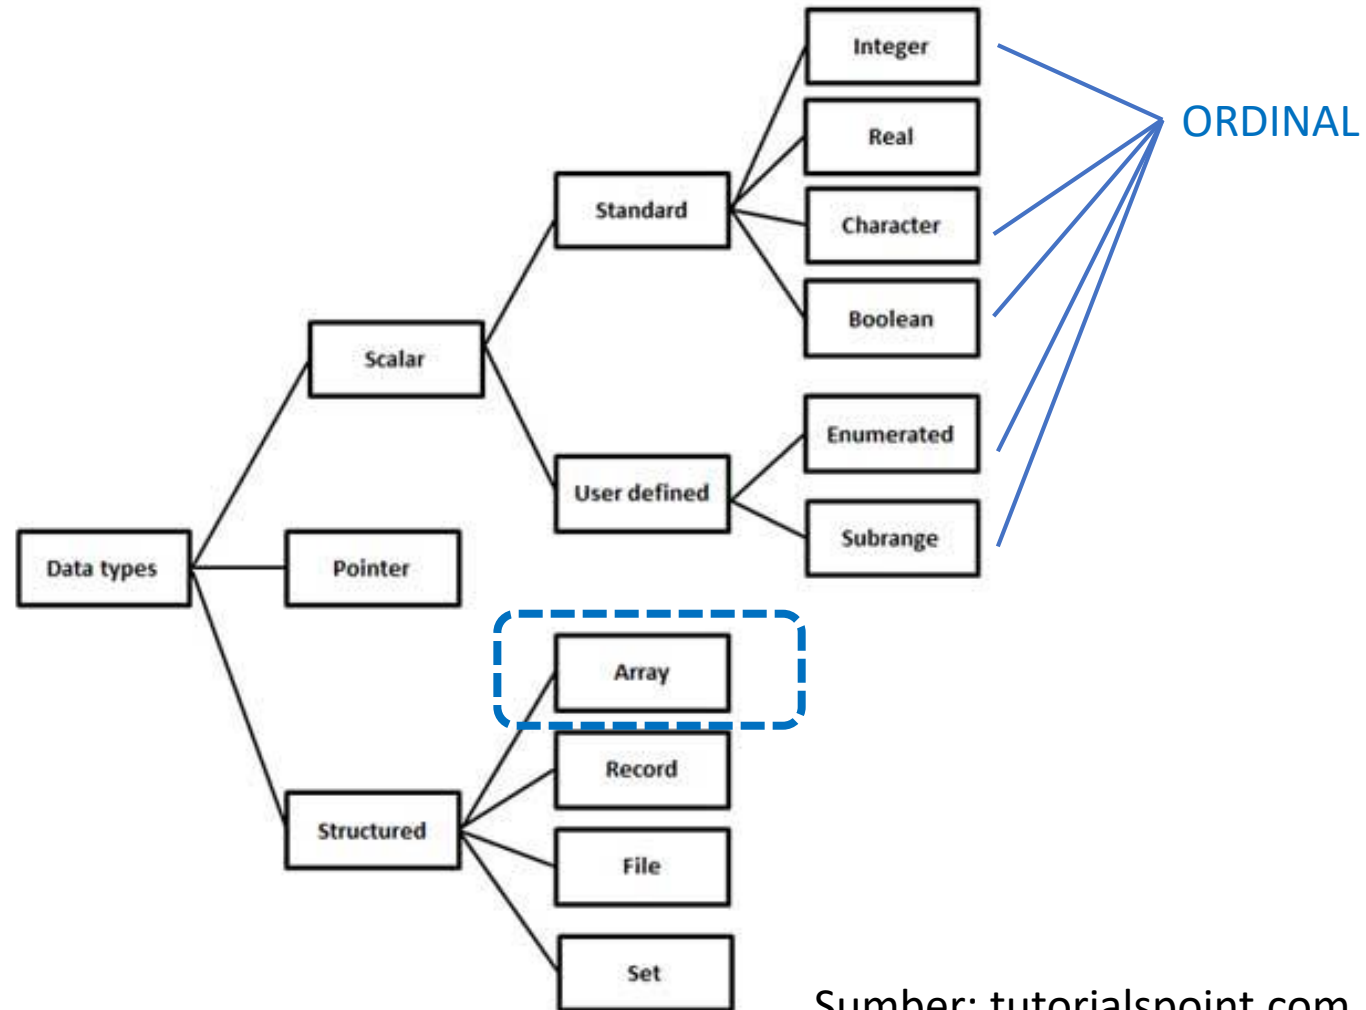 Integer
ORDINAL
Real
Standard
Character
Boolean
Scalar
Enumerated
User defined
Subrange
Data types
Pointer
Array
Record
Structured
File
Set
Sumber: tutorialspoint.com